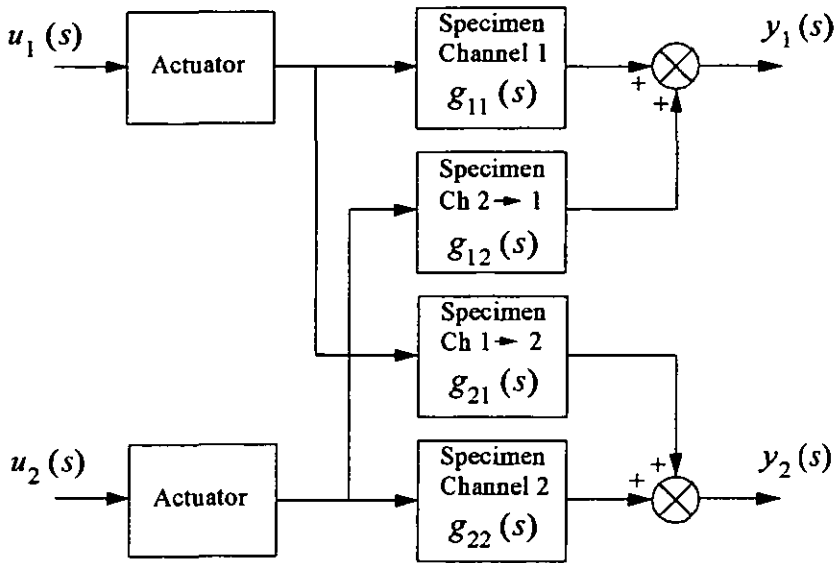 u₁(s)
Actuator
Specimen
Channel 1
g₁₁(s)
+
+
y₁(s)
Specimen
Ch 2 → 1
g₁₂(s)
Specimen
Ch 1 → 2
g₂₁(s)
u₂(s)
Actuator
Specimen
Channel 2
g₂₂(s)
+
+
y₂(s)